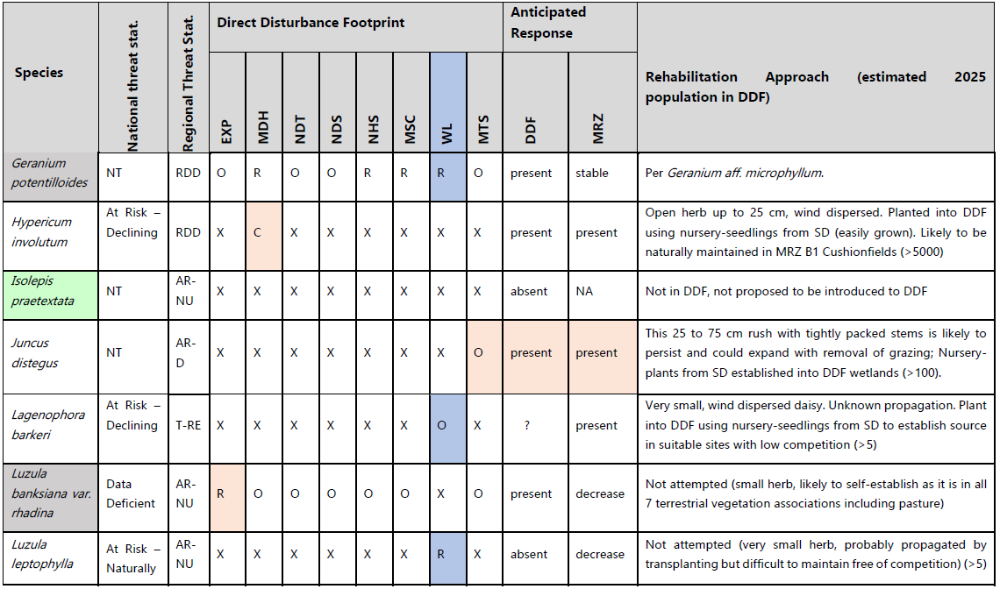 Species
National threat stat.
Regional Threat Stat.
Direct Disturbance Footprint
Anticipated
Response
Rehabilitation Approach (estimated 2025
population in DDF)
EXP
MDH
NDT
NDS
NHS
MSC
WL
MTS
DDF
MRZ
Geranium
potentilloides
NT
RDD
O
R
O
O
R
R
R
O
present
stable
Per Geranium aff. microphyllum.
Hypericum
involutum
At Risk –
Declining
RDD
X
C
X
X
X
X
X
X
present
present
Open herb up to 25 cm, wind dispersed. Planted into DDF
using nursery-seedlings from SD (easily grown). Likely to be
naturally maintained in MRZ B1 Cushionfields (>5000)
Isolepis
praetextata
NT
AR-
NU
X
X
X
X
X
X
X
X
absent
NA
Not in DDF, not proposed to be introduced to DDF
Juncus
distegus
NT
AR-
D
X
X
X
X
X
X
X
O
present
present
This 25 to 75 cm rush with tightly packed stems is likely to
persist and could expand with removal of grazing; Nursery-
plants from SD established into DDF wetlands (>100).
Lagenophora
barkeri
At Risk –
Declining
T-RE
X
X
X
X
X
X
O
X
?
present
Very small, wind dispersed daisy. Unknown propagation. Plant
into DDF using nursery-seedlings from SD to establish source
in suitable sites with low competition (>5)
Luzula
banksiana var.
rhadina
Data
Deficient
AR-
NU
R
O
O
O
O
O
X
O
present
decrease
Not attempted (small herb, likely to self-establish as it is in all
7 terrestrial vegetation associations including pasture)
Luzula
leptophylla
At Risk –
Naturally
AR-
NU
X
X
X
X
X
X
R
X
absent
decrease
Not attempted (very small herb, probably propagated by
transplanting but difficult to maintain free of competition) (>5)